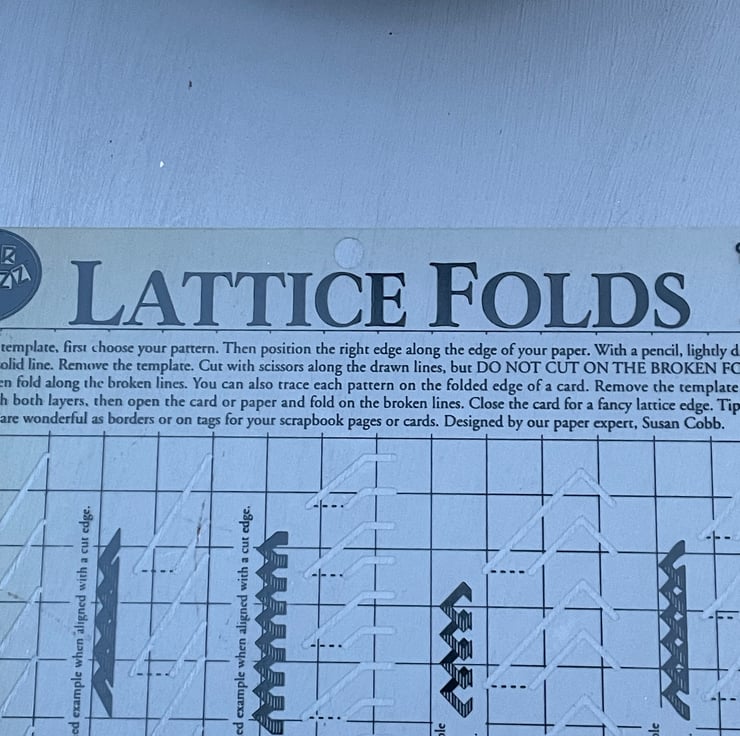 LATTICE FOLDS
template, first choose your pattern. Then position the right edge along the edge of your paper. With a pencil, lightly d
olid line. Remove the template. Cut with scissors along the drawn lines, but DO NOT CUT ON THE BROKEN FO
en fold along the broken lines. You can also trace each pattern on the folded edge of a card. Remove the template
h both layers, then open the card or paper and fold on the broken lines. Close the card for a fancy lattice edge. Tip
are wonderful as borders or on tags for your scrapbook pages or cards. Designed by our paper expert, Susan Cobb.
ed example when aligned with a cut edge.
ed example when aligned with a cut edge.
ple
ple